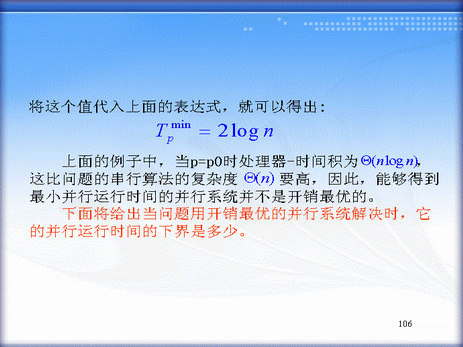 将这个值代入上面的表达式，就可以得出:
T_p^min = 2 log n
上面的例子中，当p=p0时处理器-时间积为 Θ(n log n),
这比问题的串行算法的复杂度 Θ(n) 要高，因此，能够得到
最小并行运行时间的并行系统并不是开销最优的。
下面将给出当问题用开销最优的并行系统解决时，它
的并行运行时间的下界是多少。
106